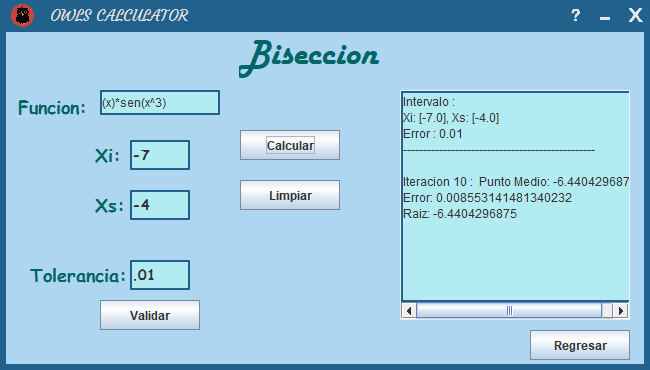 OWLS CALCULATOR
? – X
Biseccion
Funcion: (x)*sen(x^3)
Xi: -7
Calcular
Xs: -4
Limpiar
Tolerancia: .01
Validar
Intervalo :
Xi: [-7.0], Xs: [-4.0]
Error : 0.01
------------------------------------------------
Iteracion 10 :  Punto Medio: -6.440429687
Error: 0.008553141481340232
Raiz: -6.4404296875
Regresar